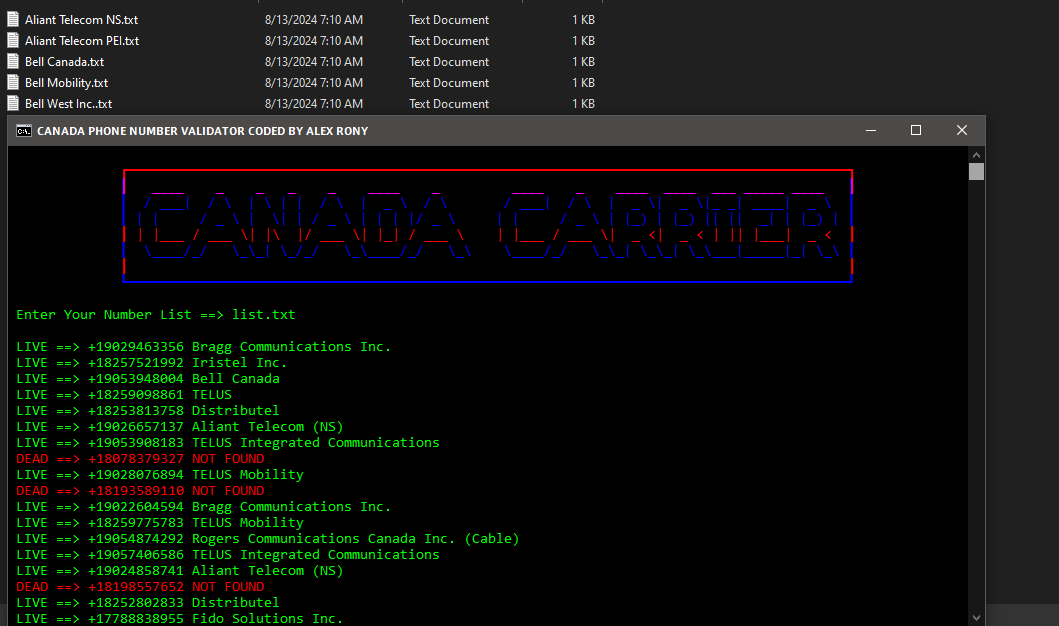 Aliant Telecom NS.txt 8/13/2024 7:10 AM Text Document 1 KB
Aliant Telecom PEI.txt 8/13/2024 7:10 AM Text Document 1 KB
Bell Canada.txt 8/13/2024 7:10 AM Text Document 1 KB
Bell Mobility.txt 8/13/2024 7:10 AM Text Document 1 KB
Bell West Inc..txt 8/13/2024 7:10 AM Text Document 1 KB
CANADA PHONE NUMBER VALIDATOR CODED BY ALEX RONY
CANADA CARRIER
Enter Your Number List ==> list.txt
LIVE ==> +19029463356 Bragg Communications Inc.
LIVE ==> +18257521992 Iristel Inc.
LIVE ==> +19053948004 Bell Canada
LIVE ==> +18259098861 TELUS
LIVE ==> +18253813758 Distributel
LIVE ==> +19026657137 Aliant Telecom (NS)
LIVE ==> +19053908183 TELUS Integrated Communications
DEAD ==> +18078379327 NOT FOUND
LIVE ==> +19028076894 TELUS Mobility
DEAD ==> +18193589110 NOT FOUND
LIVE ==> +19022604594 Bragg Communications Inc.
LIVE ==> +18259775783 TELUS Mobility
LIVE ==> +19054874292 Rogers Communications Canada Inc. (Cable)
LIVE ==> +19057406586 TELUS Integrated Communications
LIVE ==> +19024858741 Aliant Telecom (NS)
DEAD ==> +18198557652 NOT FOUND
LIVE ==> +18252802833 Distributel
LIVE ==> +17788838955 Fido Solutions Inc.